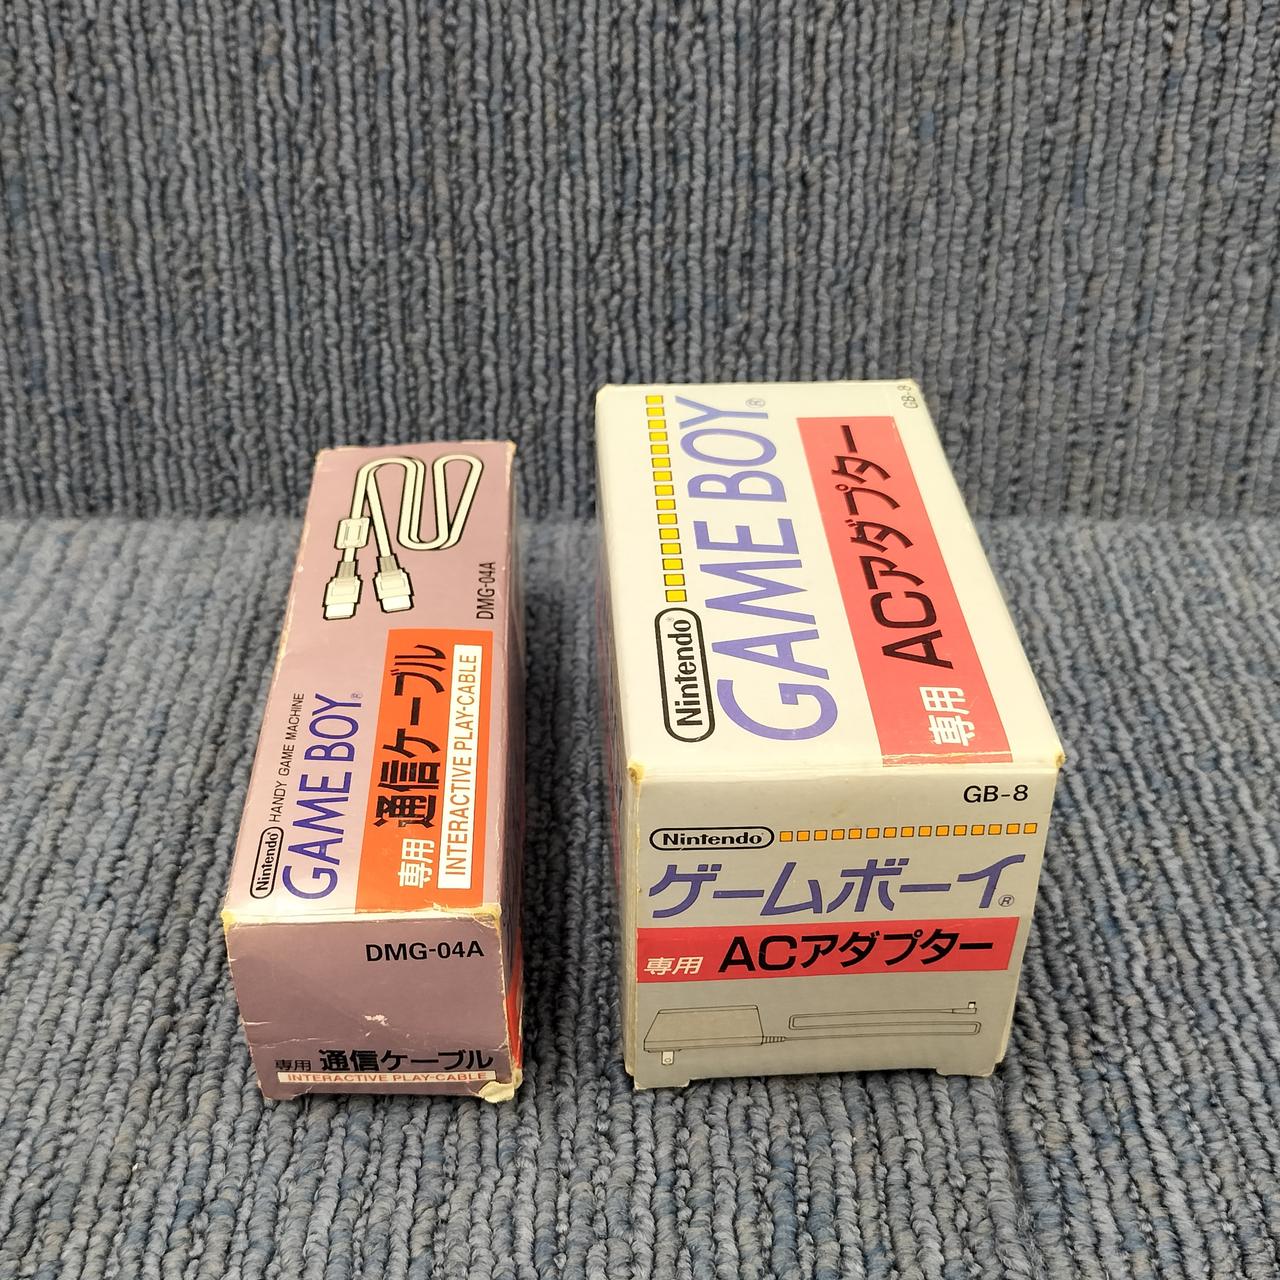 Nintendo HANDY GAME MACHINE
GAME BOY®
専用 通信ケーブル
INTERACTIVE PLAY-CABLE
DMG-04A
DMG-04A
専用 通信ケーブル
INTERACTIVE PLAY-CABLE
Nintendo®
GAME BOY®
専用 ACアダプター
GB-8
GB-8
Nintendo®
ゲームボーイ®
専用 ACアダプター